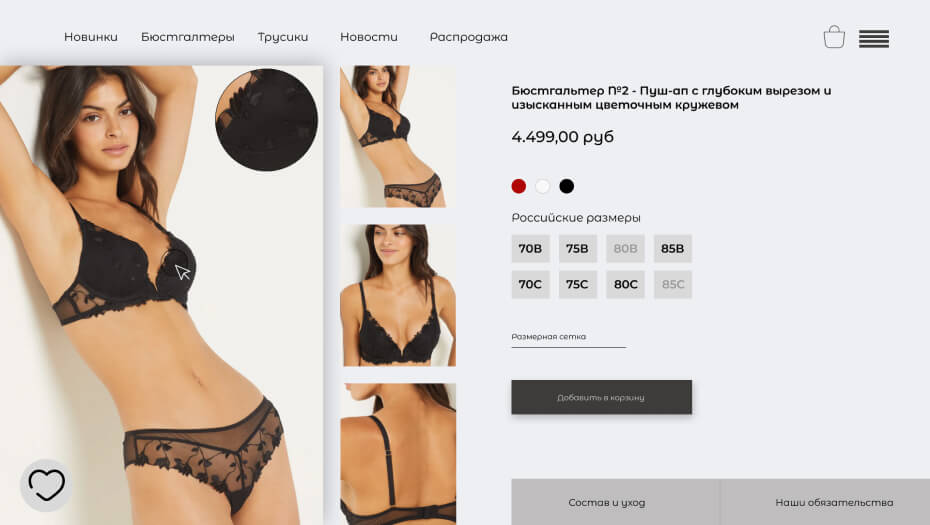 Новинки Бюстгалтеры Трусики Новости Распродажа
Бюстгальтер №2 - Пуш-ап с глубоким вырезом и
изысканным цветочным кружевом
4.499,00 руб
Российские размеры
70B 75B 80B 85B
70C 75C 80C 85C
Размерная сетка
Добавить в корзину
Состав и уход Наши обязательства